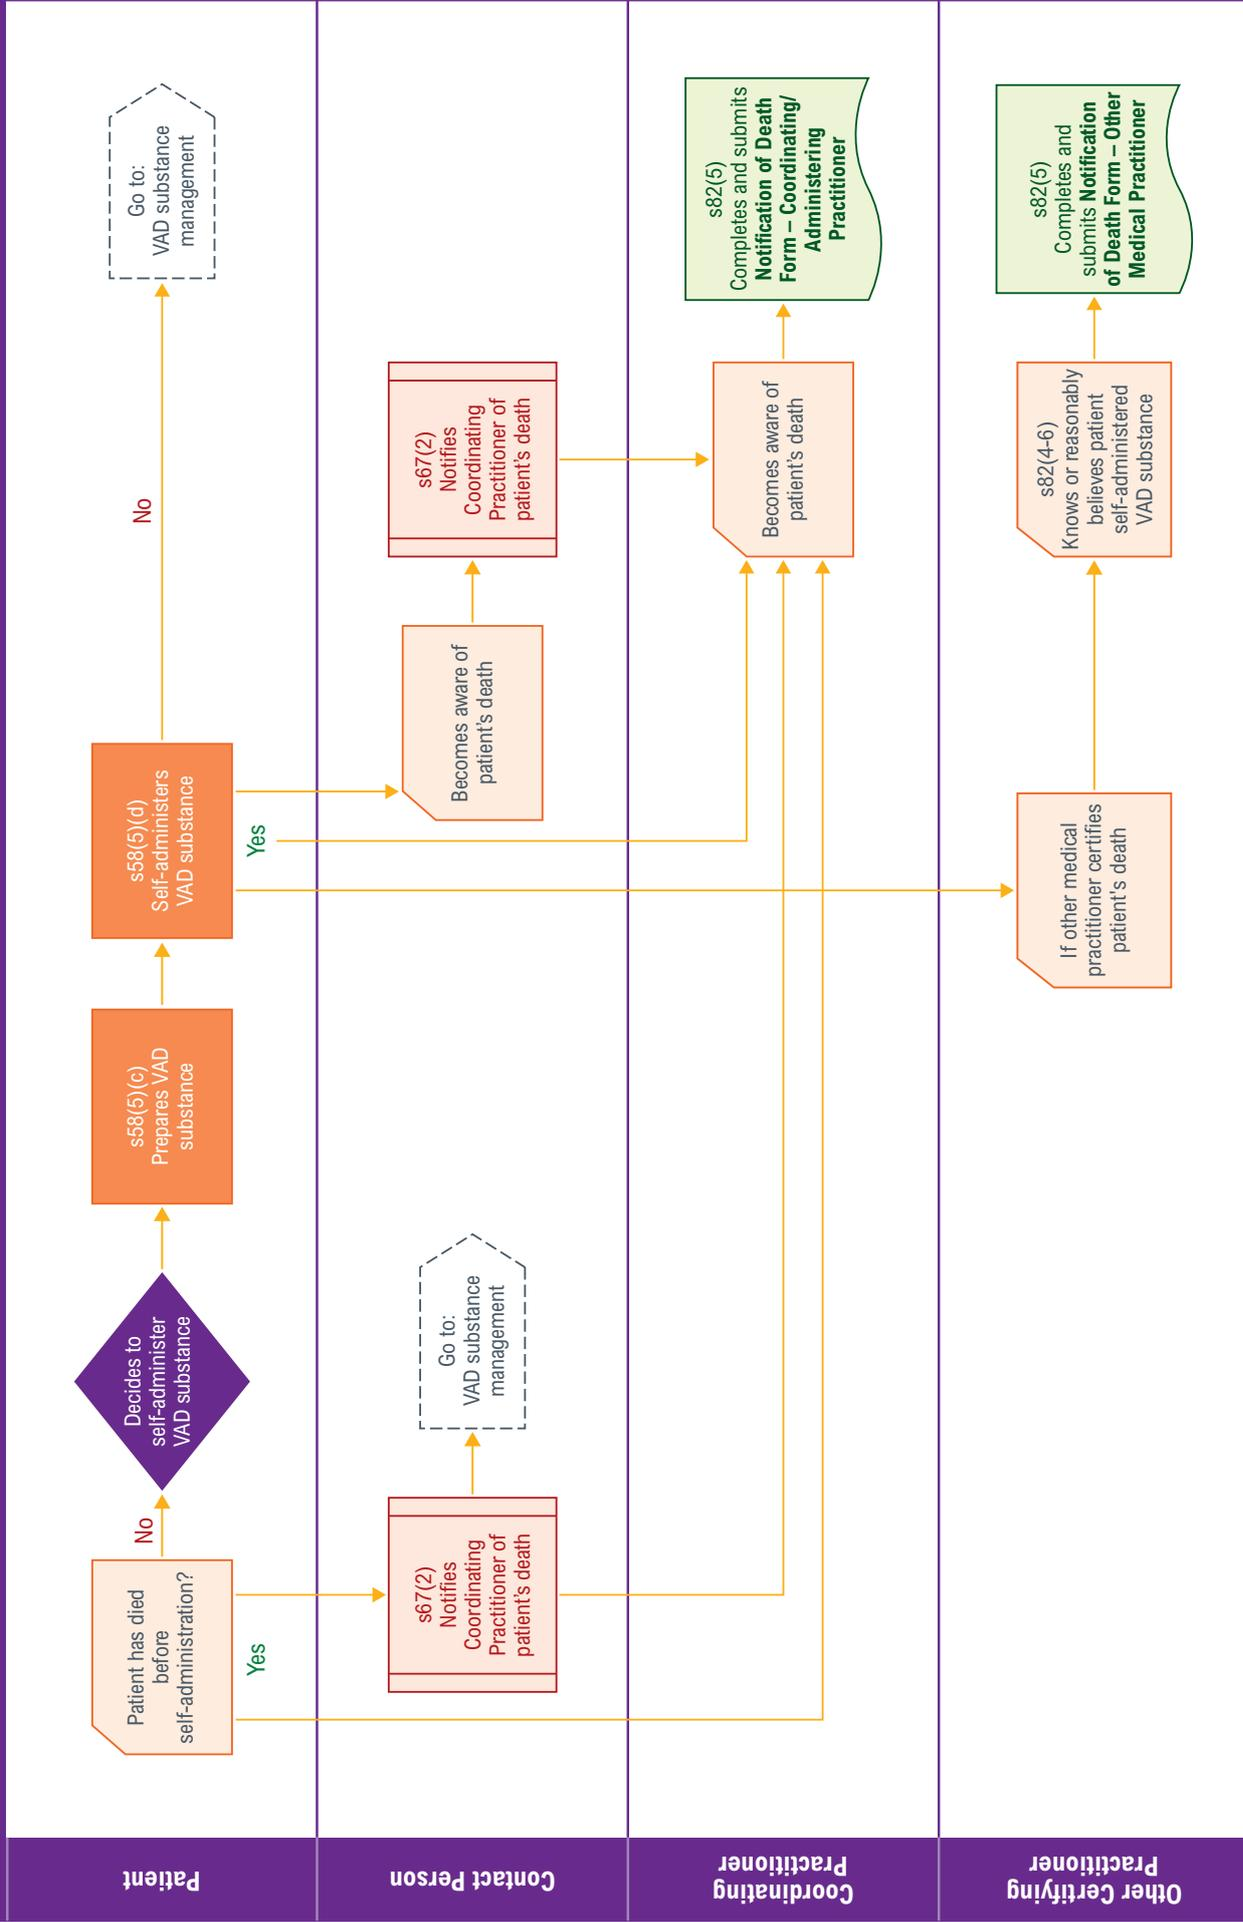 Patient
Patient has died
before
self-administration?
No
Yes
Decides to
self-administer
VAD substance
s58(5)(c)
Prepares VAD
substance
s58(5)(d)
Self-administers
VAD substance
Yes
No
Go to:
VAD substance
management
Contact Person
s67(2)
Notifies
Coordinating
Practitioner of
patient’s death
Go to:
VAD substance
management
Becomes aware of
patient’s death
s67(2)
Notifies
Coordinating
Practitioner of
patient’s death
Coordinating
Practitioner
Becomes aware of
patient’s death
s82(5)
Completes and submits
Notification of Death
Form – Coordinating/
Administering
Practitioner
Other Certifying
Practitioner
If other medical
practitioner certifies
patient's death
s82(4-6)
Knows or reasonably
believes patient
self-administered
VAD substance
s82(5)
Completes and
submits Notification
of Death Form – Other
Medical Practitioner